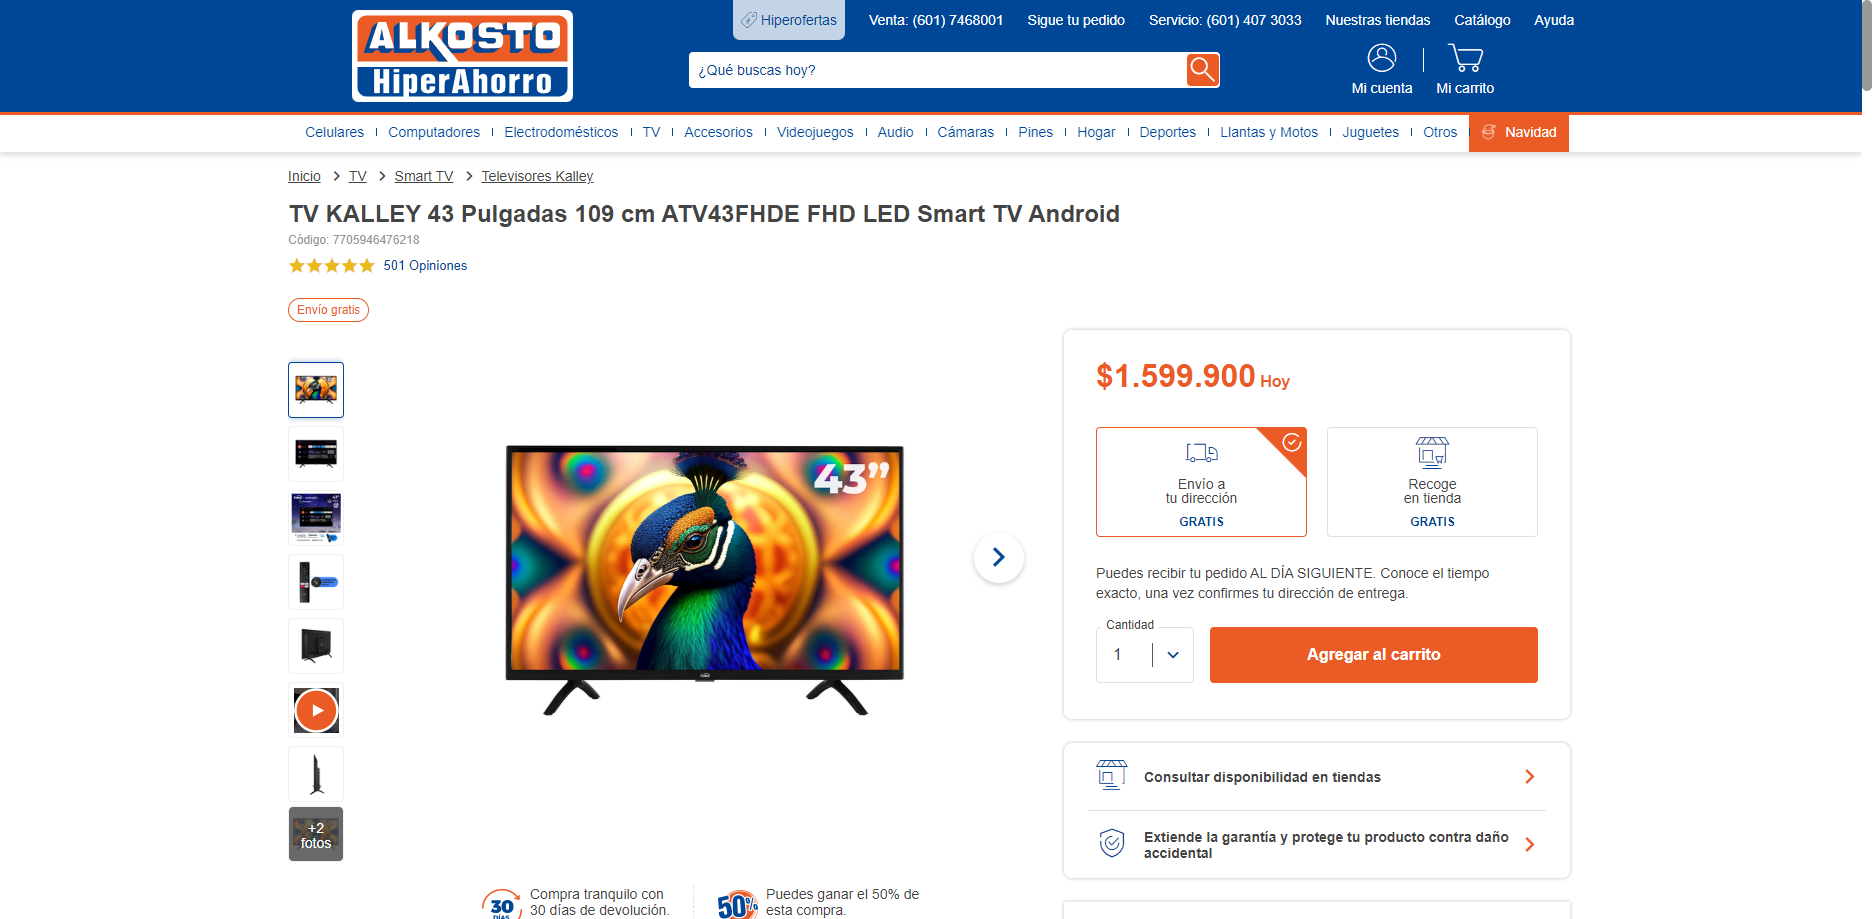 ALKOSTO
HiperAhorro
Hiperofertas
Venta: (601) 7468001
Sigue tu pedido
Servicio: (601) 407 3033
Nuestras tiendas
Catálogo
Ayuda
¿Qué buscas hoy?
Mi cuenta
Mi carrito
Celulares
Computadores
Electrodomésticos
TV
Accesorios
Videojuegos
Audio
Cámaras
Pines
Hogar
Deportes
Llantas y Motos
Juguetes
Otros
Navidad
Inicio > TV > Smart TV > Televisores Kalley
TV KALLEY 43 Pulgadas 109 cm ATV43FHDE FHD LED Smart TV Android
Código: 7705946476218
501 Opiniones
Envío gratis
43”
+2
fotos
$1.599.900 Hoy
Envío a
tu dirección
GRATIS
Recoge
en tienda
GRATIS
Puedes recibir tu pedido AL DÍA SIGUIENTE. Conoce el tiempo
exacto, una vez confirmes tu dirección de entrega.
Cantidad
1
Agregar al carrito
Consultar disponibilidad en tiendas
Extiende la garantía y protege tu producto contra daño
accidental
30
DÍAS
Compra tranquilo con
30 días de devolución.
50%
Puedes ganar el 50% de
esta compra.